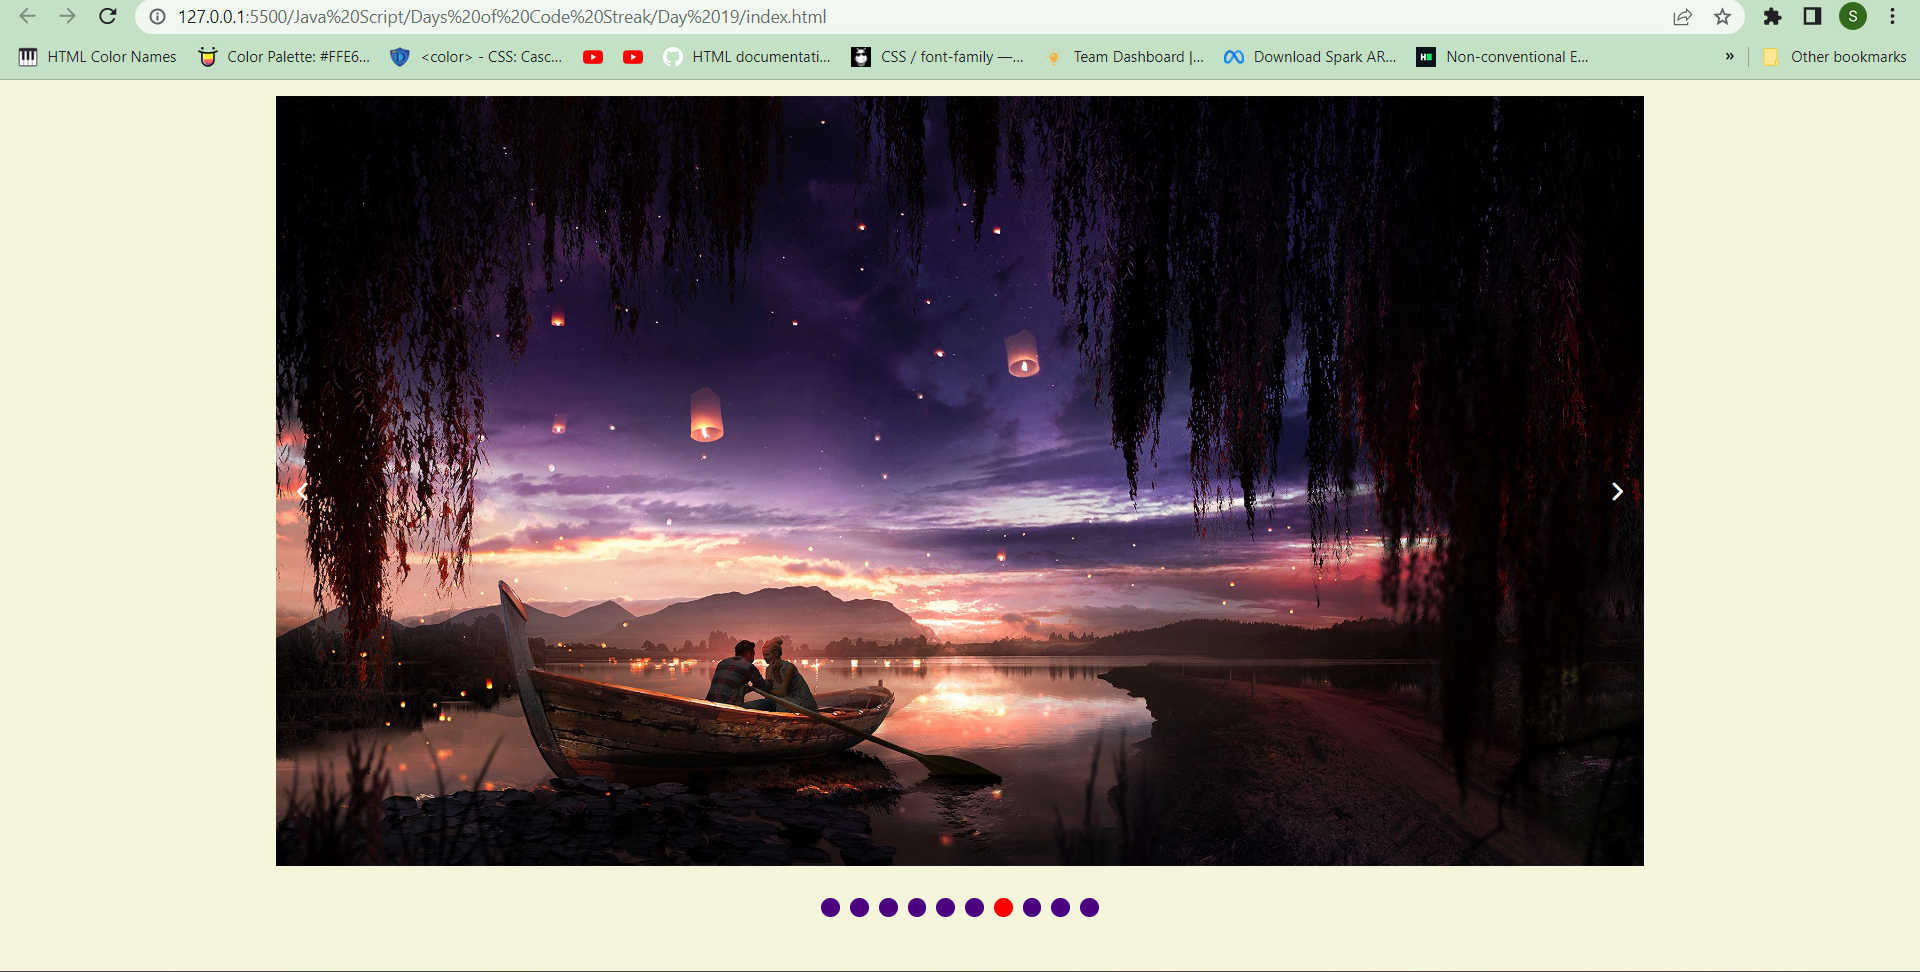 127.0.0.1:5500/Java%20Script/Days%20of%20Code%20Streak/Day%2019/index.html
S
HTML Color Names Color Palette: #FFE6... <color> - CSS: Casc... HTML documentati... CSS / font-family —... Team Dashboard |... Download Spark AR... Non-conventional E... » Other bookmarks